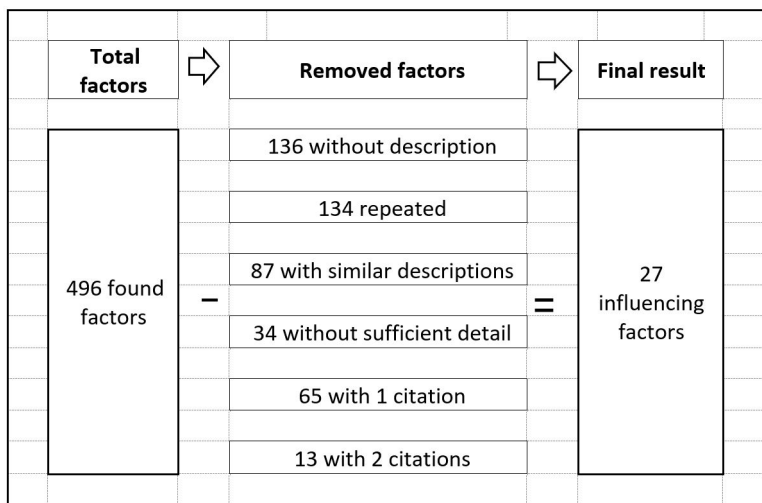 Total
factors
Removed factors
Final result
496 found
factors
–
136 without description
134 repeated
87 with similar descriptions
34 without sufficient detail
65 with 1 citation
13 with 2 citations
=
27
influencing
factors